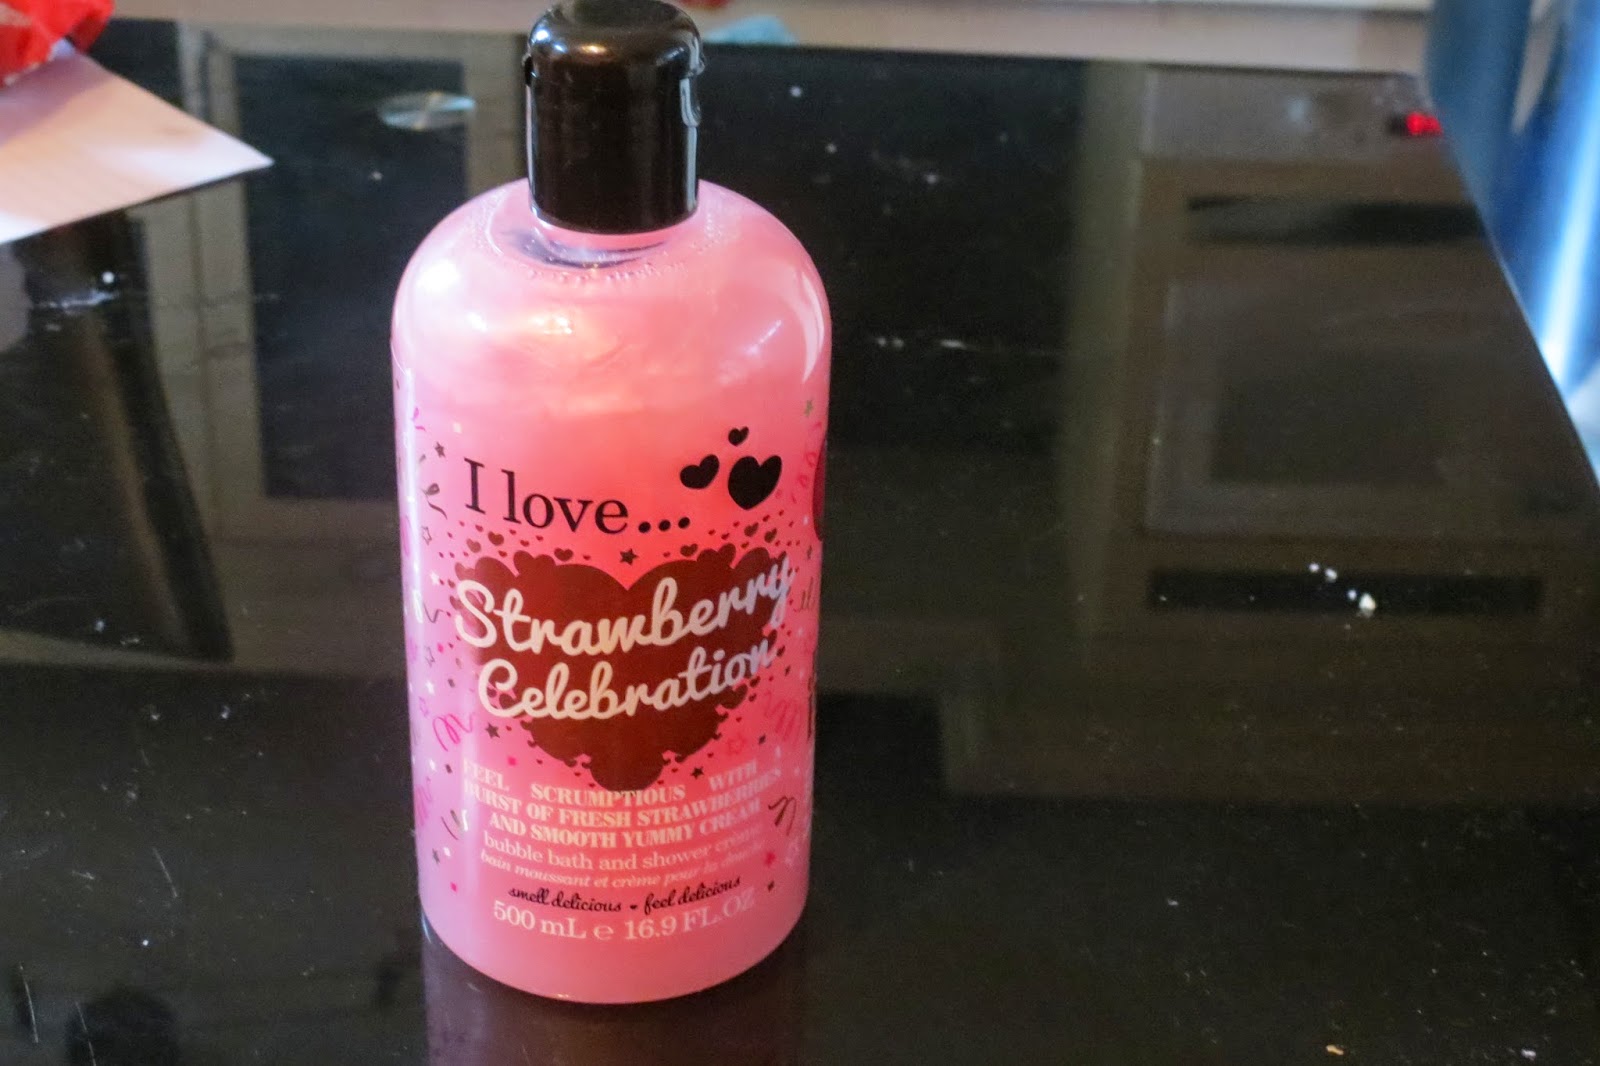 I love...
Strawberry
Celebration
FEEL SCRUMPTIOUS WITH A
BURST OF FRESH STRAWBERRIES
AND SMOOTH YUMMY CREAM
bubble bath and shower crème
bain moussant et crème pour la douche
smell delicious feel delicious
500 mL ℮ 16.9 FL.OZ